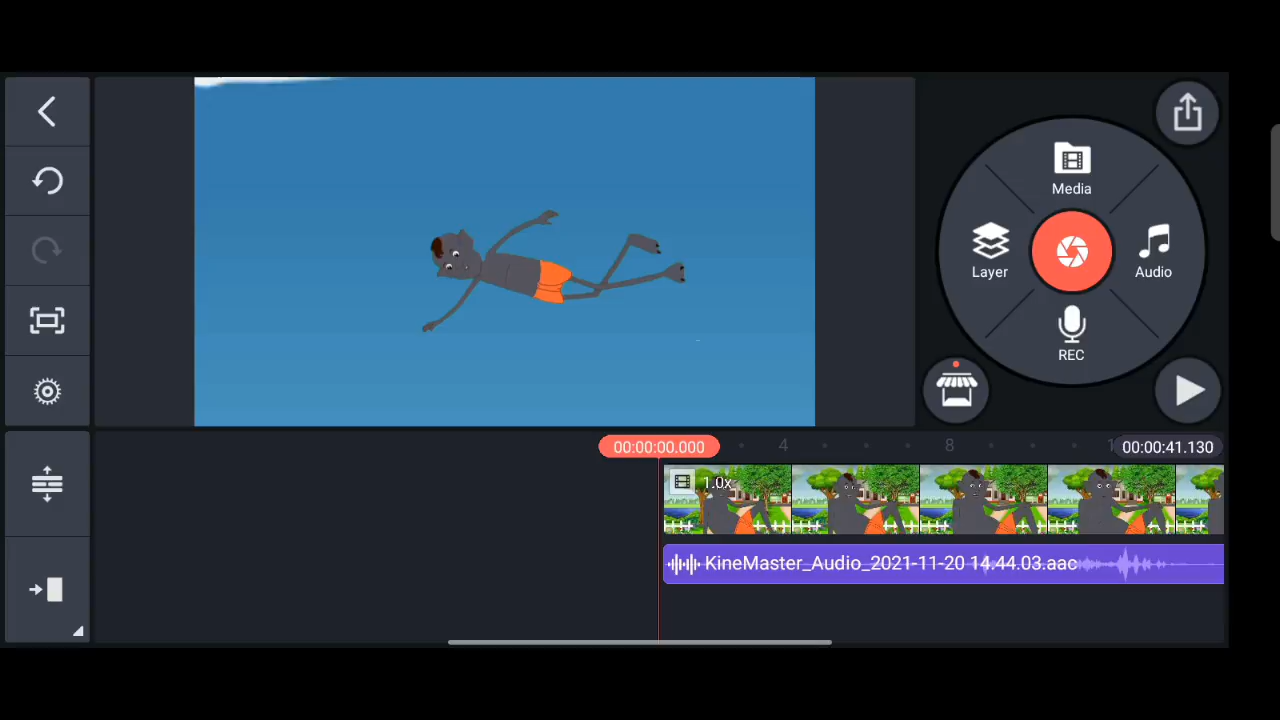 Media
Layer
Audio
REC
00:00:00.000
4
8
1
00:00:41.130
1.0x
KineMaster_Audio_2021-11-20 14.44.03.aac